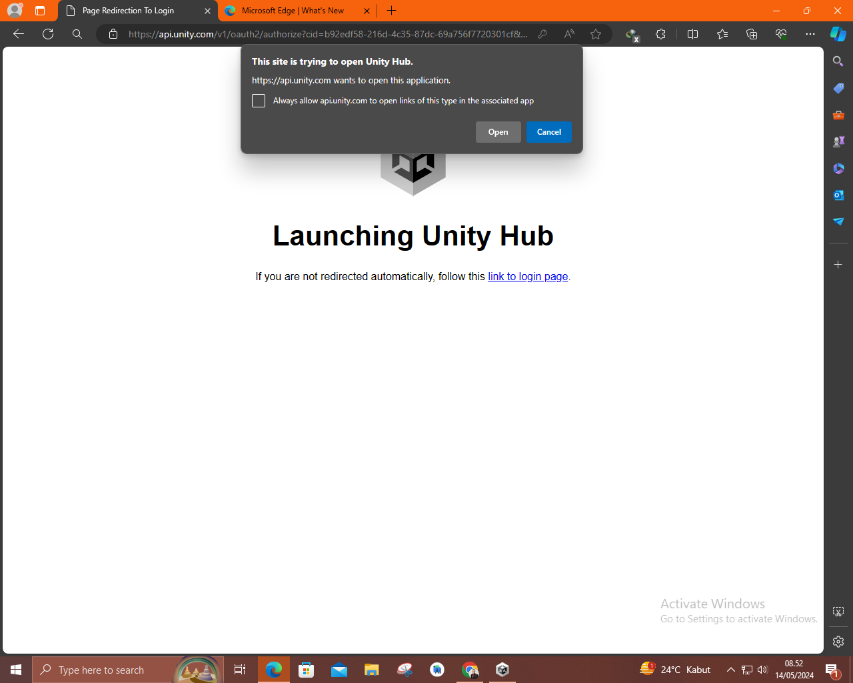 Page Redirection To Login
Microsoft Edge | What's New
https://api.unity.com/v1/oauth2/authorize?cid=b92edf58-216d-4c35-87dc-69a756f7720301cf&...
This site is trying to open Unity Hub.
https://api.unity.com wants to open this application.
Always allow api.unity.com to open links of this type in the associated app
Open
Cancel
Launching Unity Hub
If you are not redirected automatically, follow this link to login page.
Activate Windows
Go to Settings to activate Windows.
Type here to search
24°C Kabut
08.52
14/05/2024
1